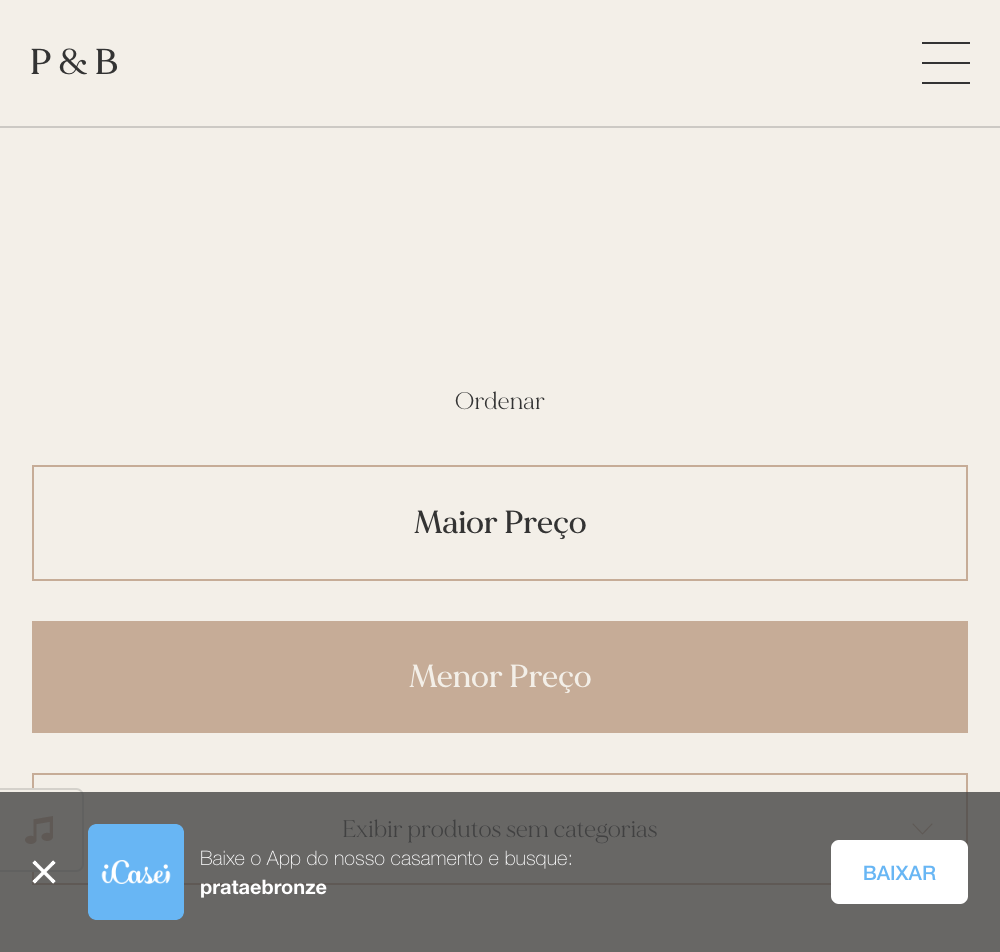 P & B
Ordenar
Maior Preço
Menor Preço
Exibir produtos sem categorias
iCasei
Baixe o App do nosso casamento e busque:
prataebronze
BAIXAR